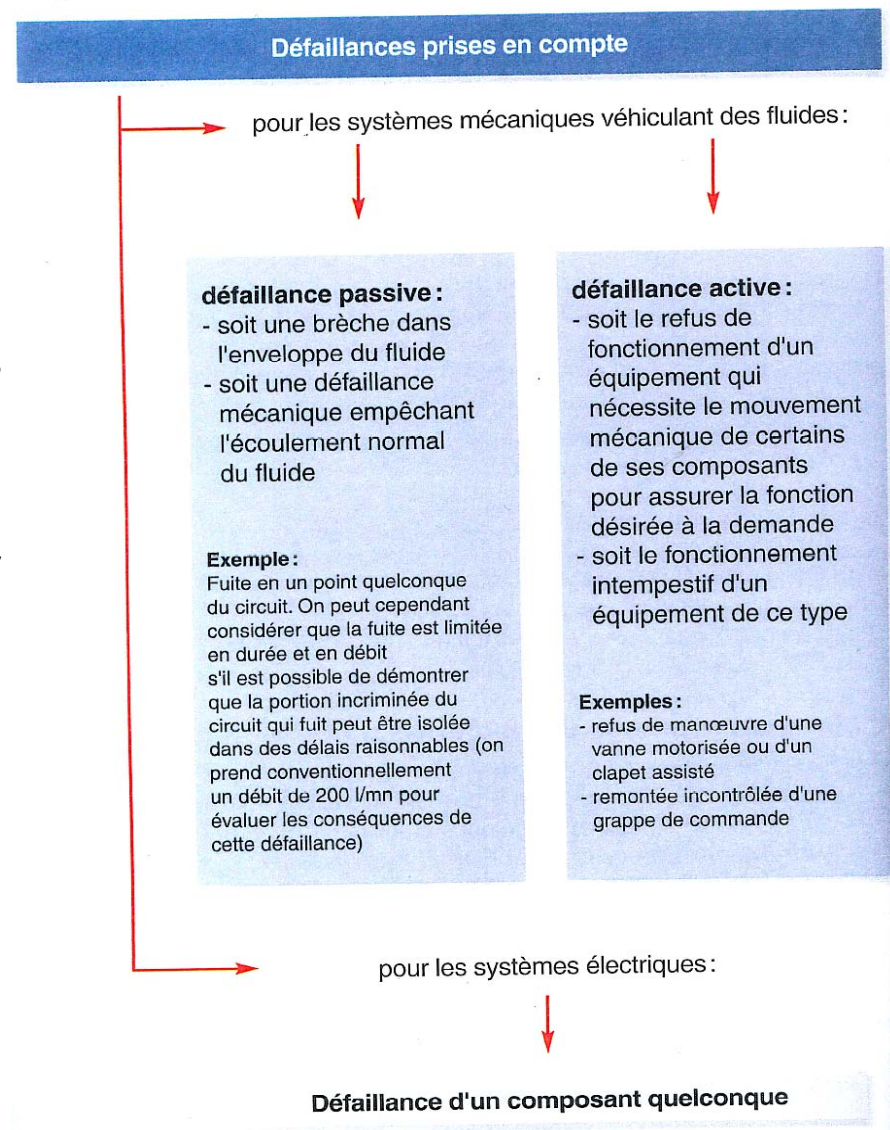 Défaillances prises en compte
pour les systèmes mécaniques véhiculant des fluides :
défaillance passive :
- soit une brèche dans
l'enveloppe du fluide
- soit une défaillance
mécanique empêchant
l'écoulement normal
du fluide
Exemple :
Fuite en un point quelconque
du circuit. On peut cependant
considérer que la fuite est limitée
en durée et en débit
s'il est possible de démontrer
que la portion incriminée du
circuit qui fuit peut être isolée
dans des délais raisonnables (on
prend conventionnellement
un débit de 200 l/mn pour
évaluer les conséquences de
cette défaillance)
défaillance active :
- soit le refus de
fonctionnement d'un
équipement qui
nécessite le mouvement
mécanique de certains
de ses composants
pour assurer la fonction
désirée à la demande
- soit le fonctionnement
intempestif d'un
équipement de ce type
Exemples :
- refus de manœuvre d'une
vanne motorisée ou d'un
clapet assisté
- remontée incontrôlée d'une
grappe de commande
pour les systèmes électriques :
Défaillance d'un composant quelconque